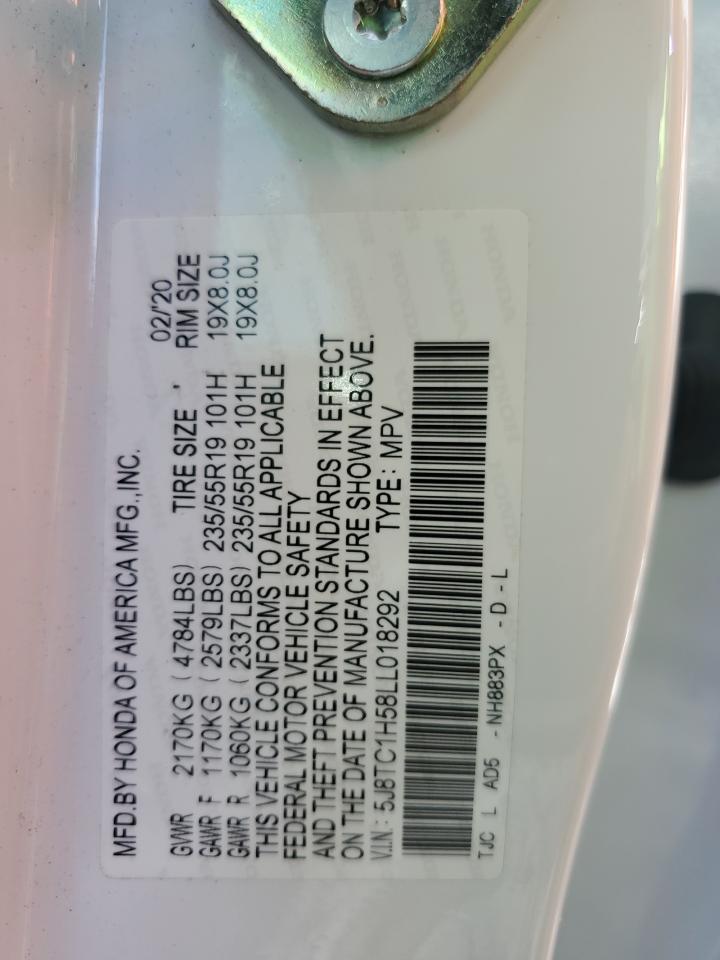 MFD.BY HONDA OF AMERICA MFG.,INC. 02/'20
GVWR 2170KG (4784LBS) TIRE SIZE RIM SIZE
GAWR F 1170KG (2579LBS) 235/55R19 101H 19X8.0J
GAWR R 1060KG (2337LBS) 235/55R19 101H 19X8.0J
THIS VEHICLE CONFORMS TO ALL APPLICABLE
FEDERAL MOTOR VEHICLE SAFETY
AND THEFT PREVENTION STANDARDS IN EFFECT
ON THE DATE OF MANUFACTURE SHOWN ABOVE.
V.I.N: 5J8TC1H58LL018292 TYPE: MPV
TJC L AD5 -NH883PX -D-L